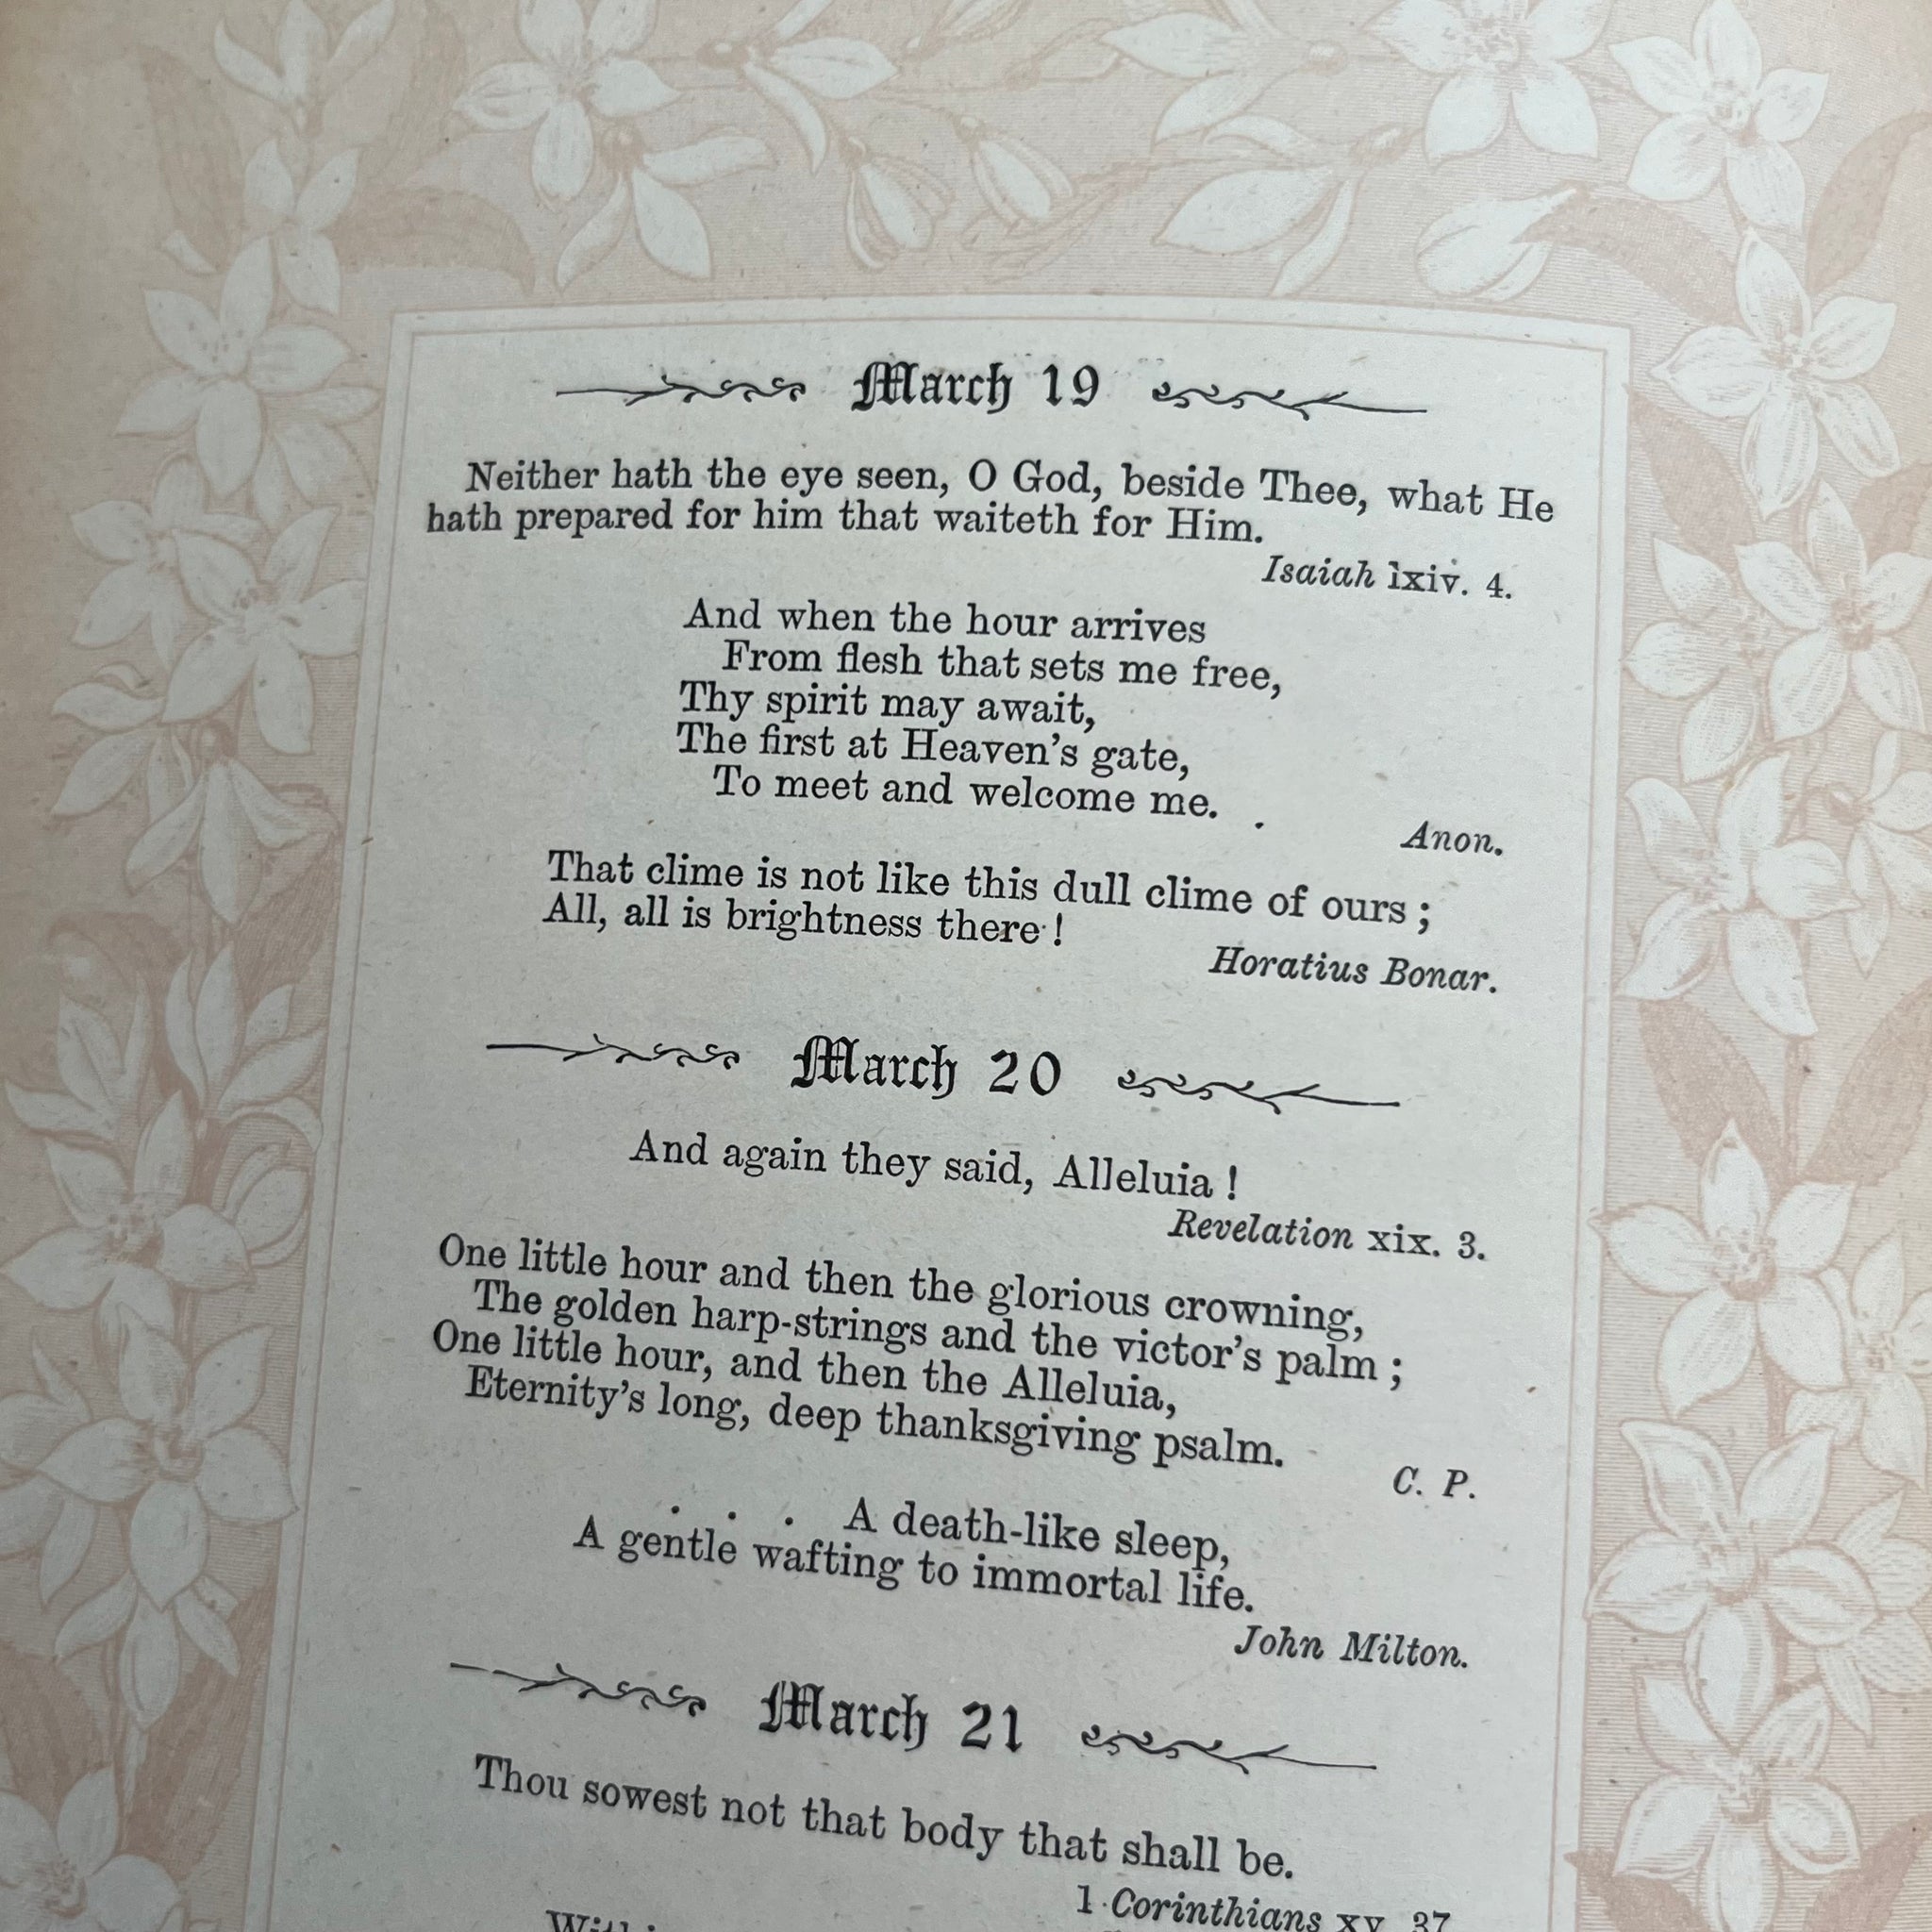 March 19
Neither hath the eye seen, O God, beside Thee, what He
hath prepared for him that waiteth for Him.
Isaiah lxiv. 4.
And when the hour arrives
From flesh that sets me free,
Thy spirit may await,
The first at Heaven's gate,
To meet and welcome me.
Anon.
That clime is not like this dull clime of ours ;
All, all is brightness there !
Horatius Bonar.
March 20
And again they said, Alleluia !
Revelation xix. 3.
One little hour and then the glorious crowning,
The golden harp-strings and the victor's palm ;
One little hour, and then the Alleluia,
Eternity's long, deep thanksgiving psalm.
C. P.
. . . A death-like sleep,
A gentle wafting to immortal life.
John Milton.
March 21
Thou sowest not that body that shall be.
1 Corinthians xv. 37